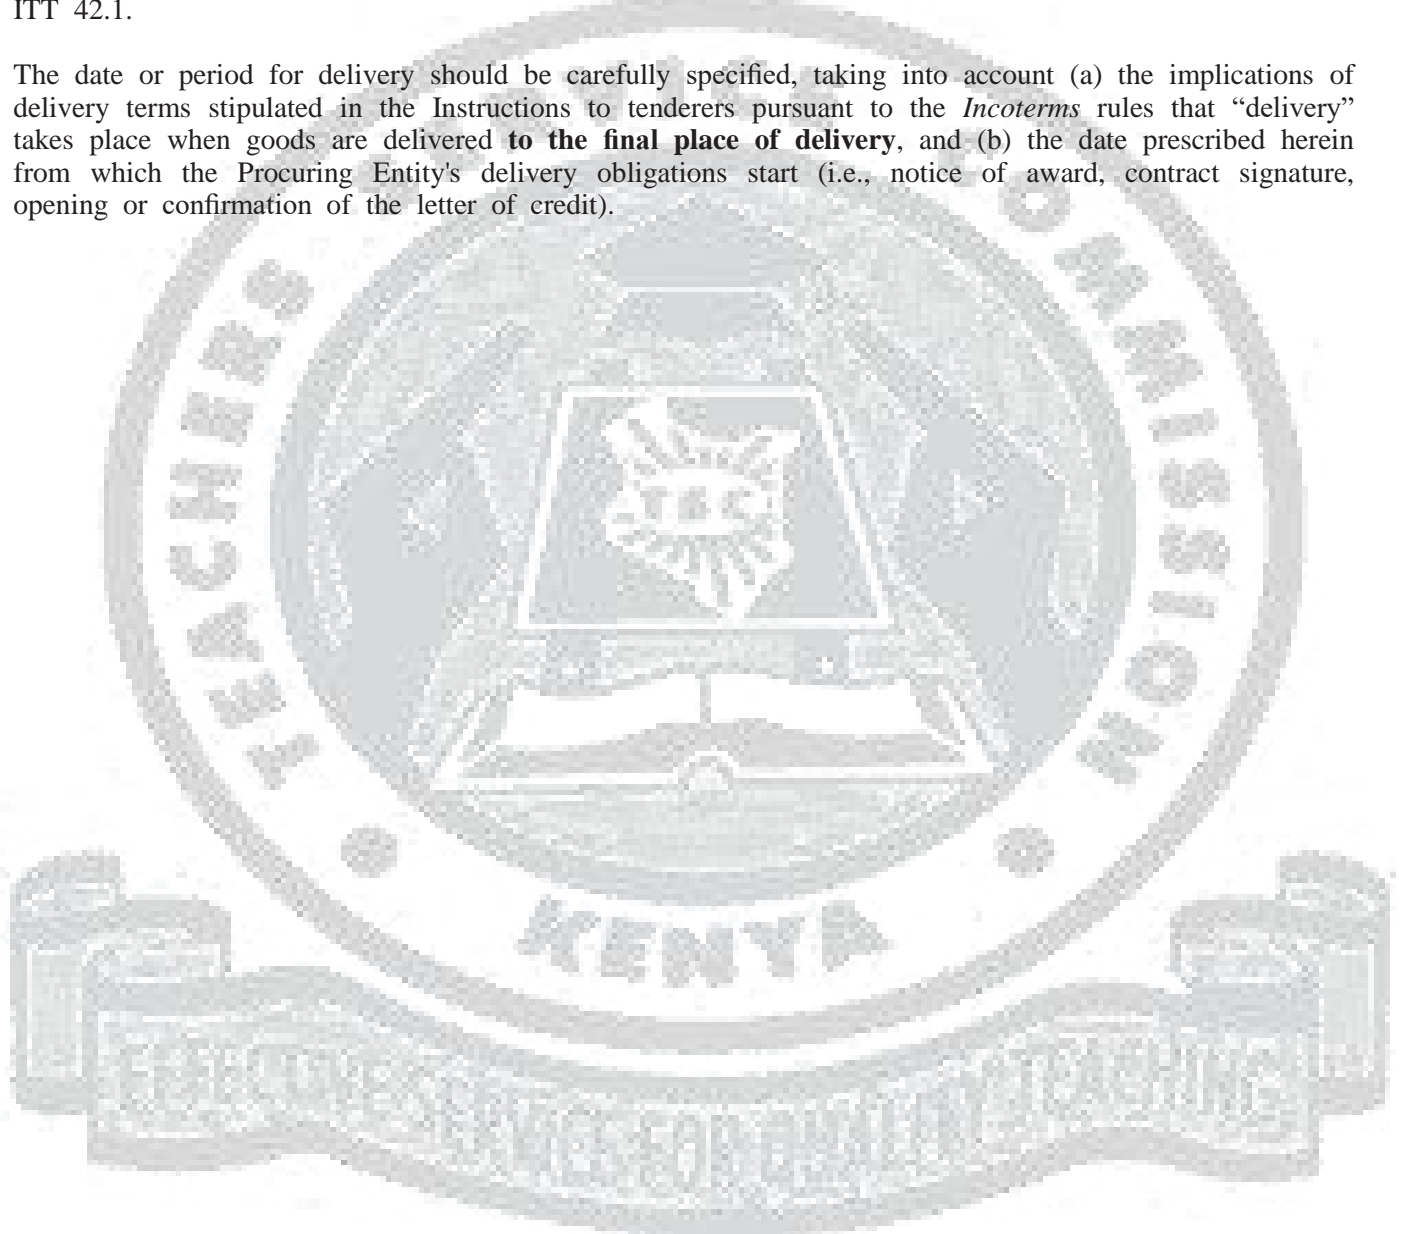 ITT 42.1.
The date or period for delivery should be carefully specified, taking into account (a) the implications of
delivery terms stipulated in the Instructions to tenderers pursuant to the Incoterms rules that “delivery”
takes place when goods are delivered to the final place of delivery, and (b) the date prescribed herein
from which the Procuring Entity's delivery obligations start (i.e., notice of award, contract signature,
opening or confirmation of the letter of credit).
TEACHERS
OMMISSION
KENYA